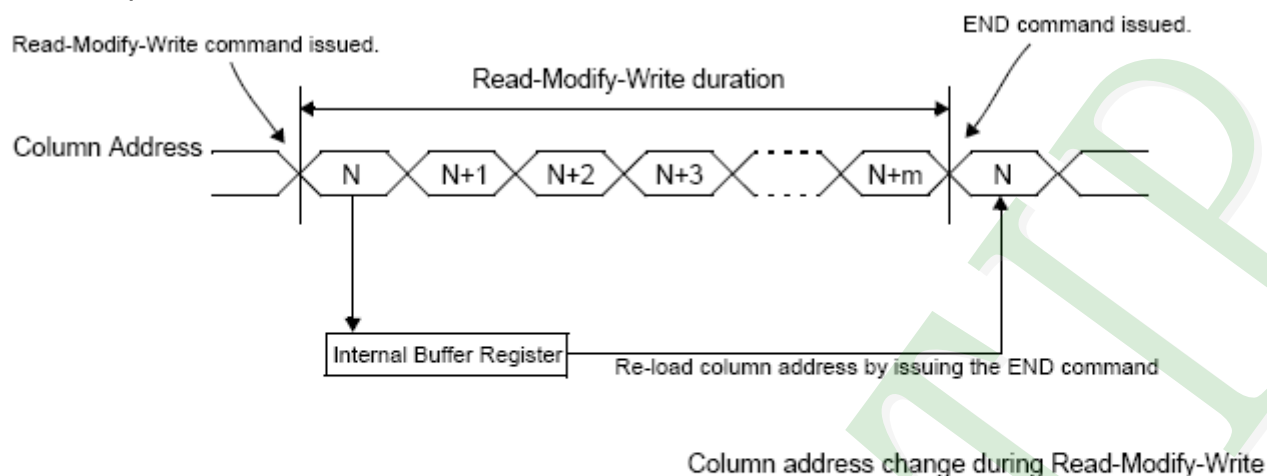 END command issued.
Read-Modify-Write command issued.
Read-Modify-Write duration
Column Address
N N+1 N+2 N+3 N+m N
Internal Buffer Register
Re-load column address by issuing the END command
Column address change during Read-Modify-Write